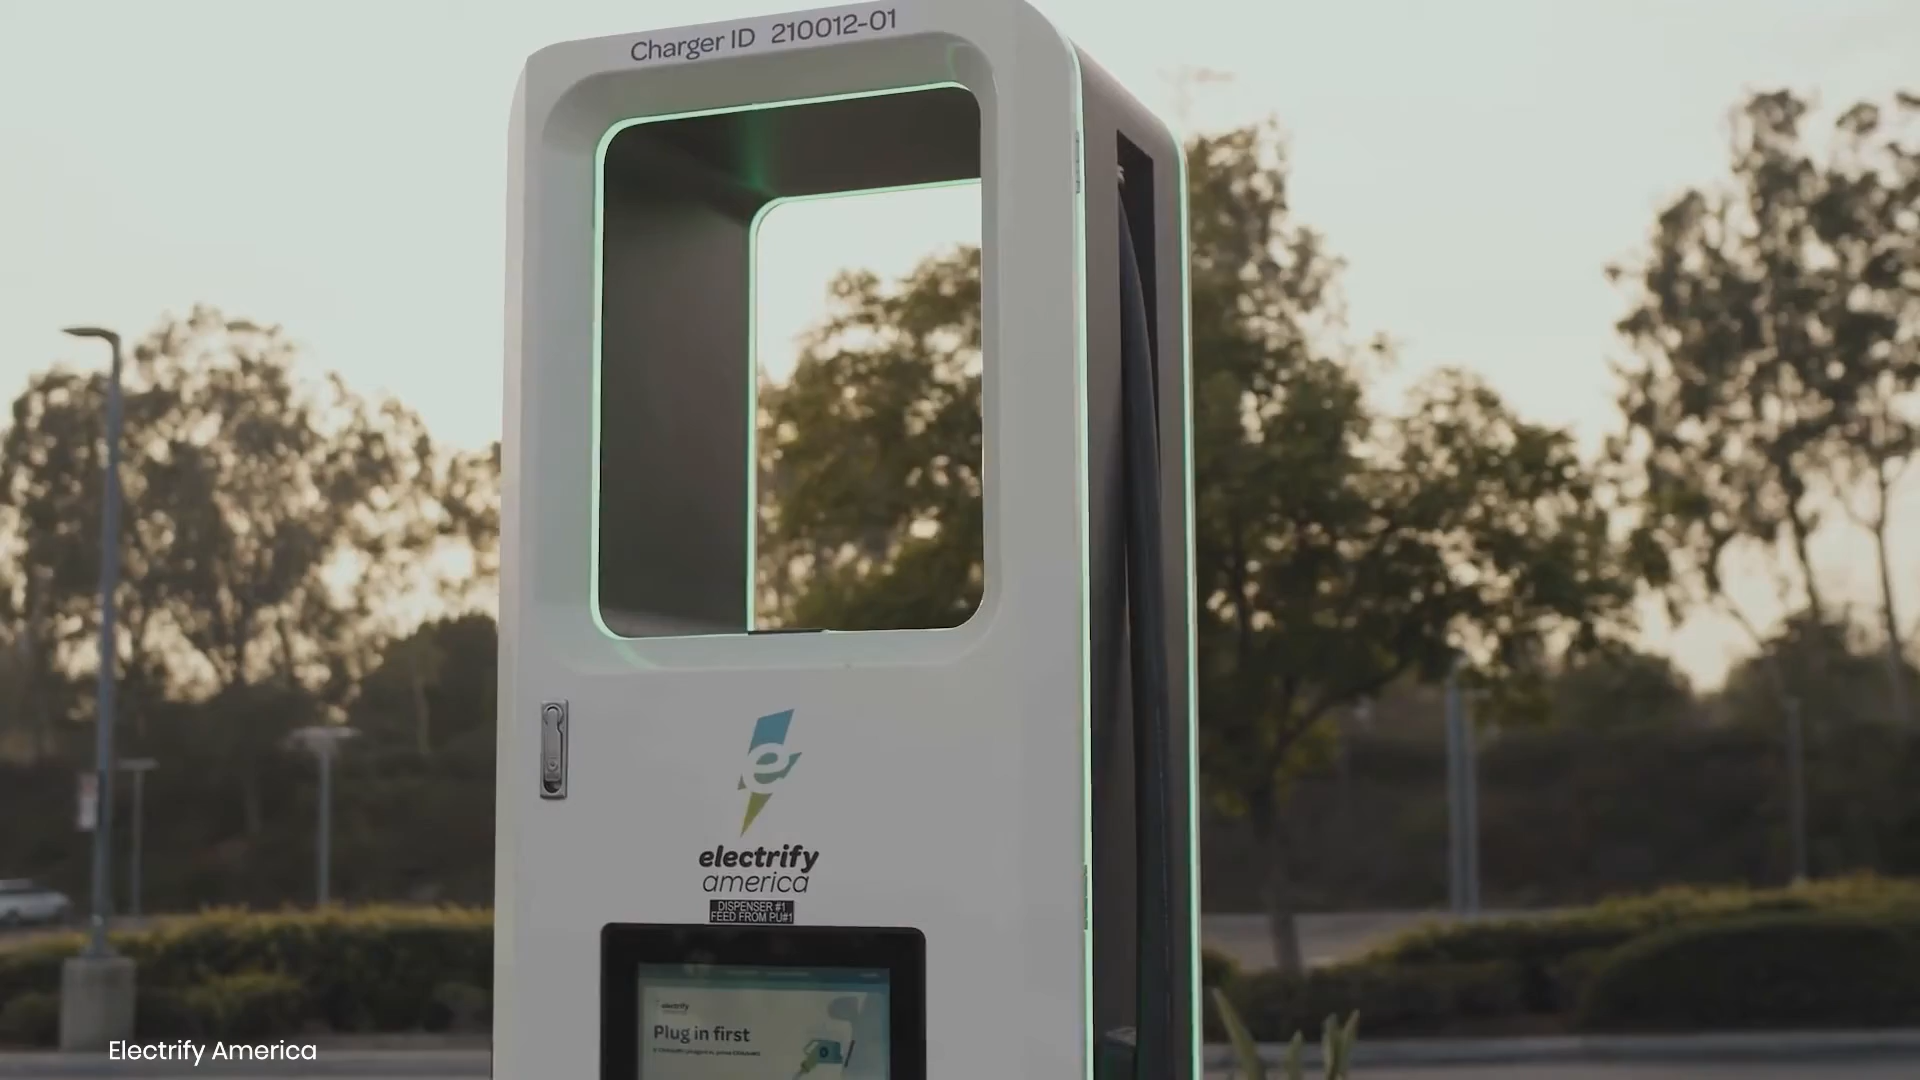 Charger ID 210012-01
e
electrify
america
DISPENSER #1
FEED FROM PU#1
electrify
Plug in first
Electrify America